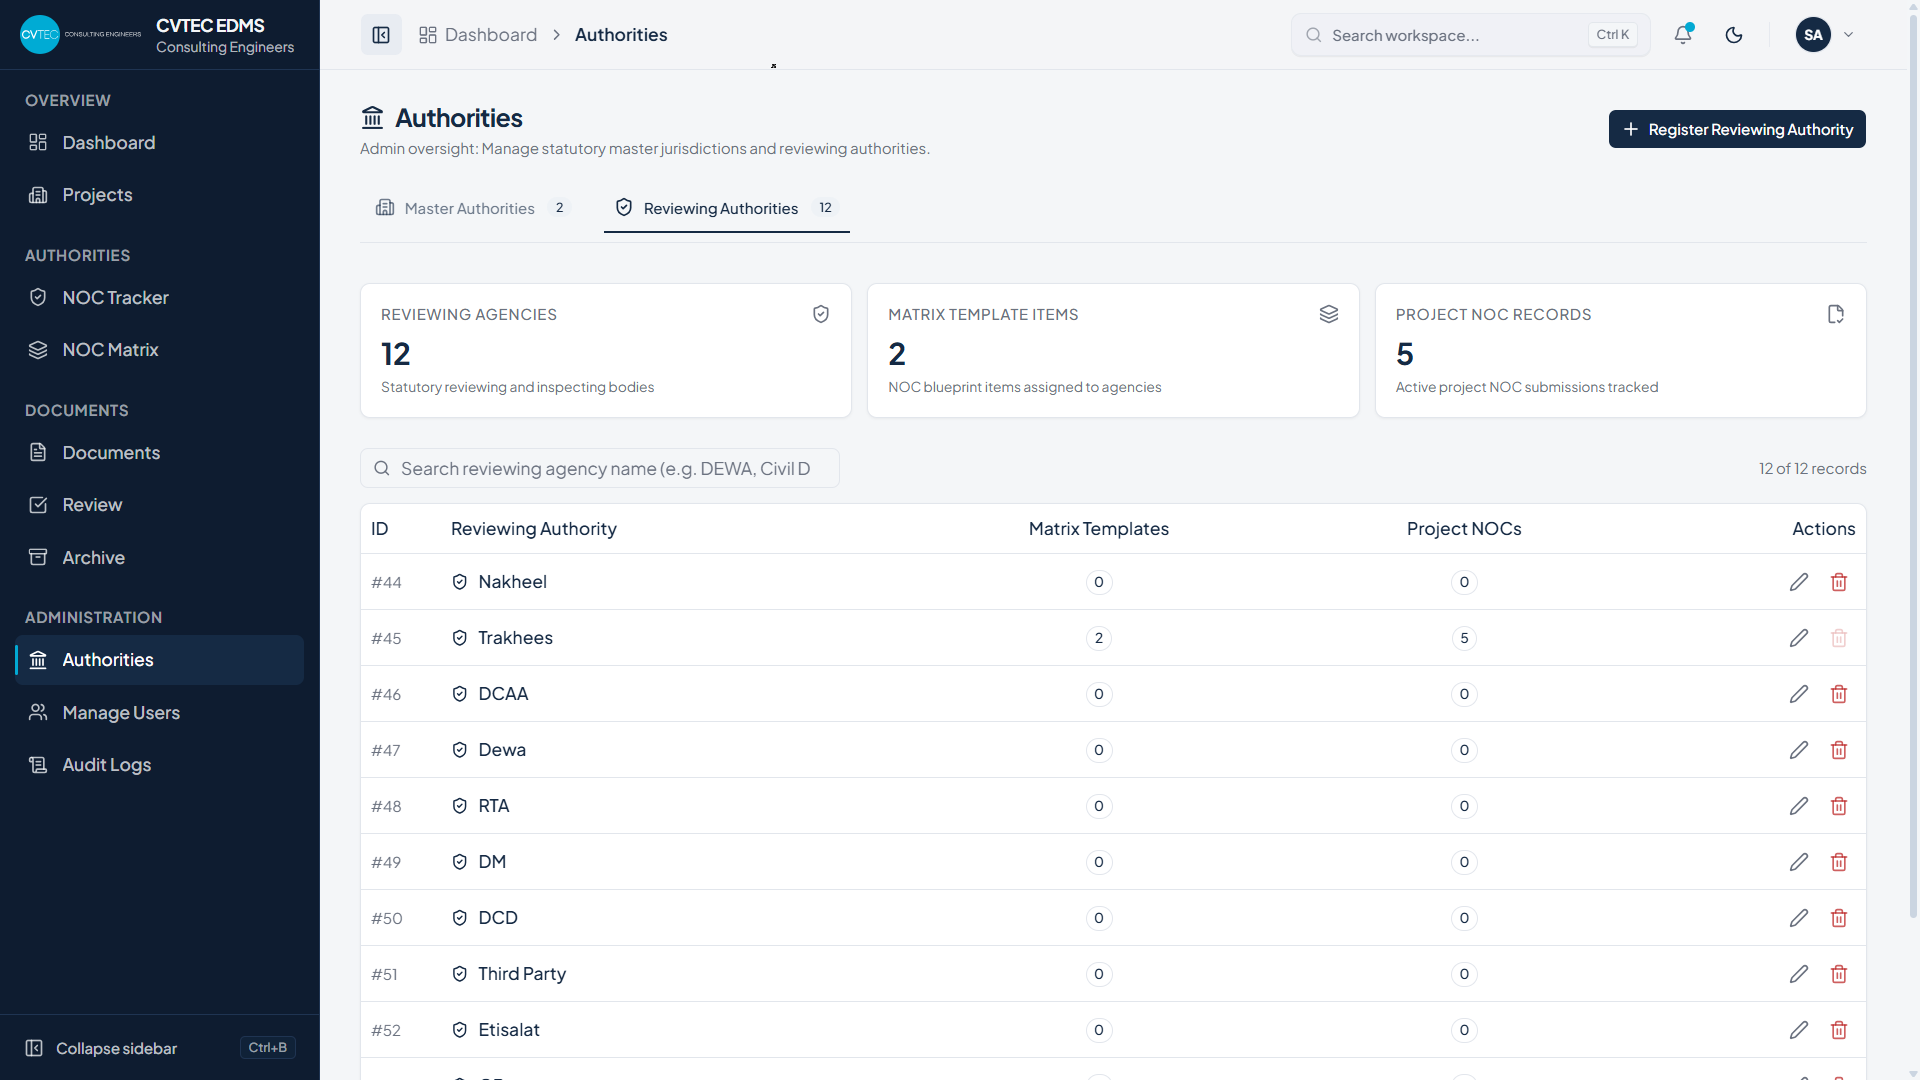 CVTEC CONSULTING ENGINEERS
CVTEC EDMS
Consulting Engineers
OVERVIEW
Dashboard
Projects
AUTHORITIES
NOC Tracker
NOC Matrix
DOCUMENTS
Documents
Review
Archive
ADMINISTRATION
Authorities
Manage Users
Audit Logs
Collapse sidebar Ctrl+B
Dashboard > Authorities
Search workspace... Ctrl K
SA
Authorities
Admin oversight: Manage statutory master jurisdictions and reviewing authorities.
Register Reviewing Authority
Master Authorities 2
Reviewing Authorities 12
REVIEWING AGENCIES
12
Statutory reviewing and inspecting bodies
MATRIX TEMPLATE ITEMS
2
NOC blueprint items assigned to agencies
PROJECT NOC RECORDS
5
Active project NOC submissions tracked
Search reviewing agency name (e.g. DEWA, Civil D
12 of 12 records
ID Reviewing Authority Matrix Templates Project NOCs Actions
#44 Nakheel 0 0
#45 Trakhees 2 5
#46 DCAA 0 0
#47 Dewa 0 0
#48 RTA 0 0
#49 DM 0 0
#50 DCD 0 0
#51 Third Party 0 0
#52 Etisalat 0 0